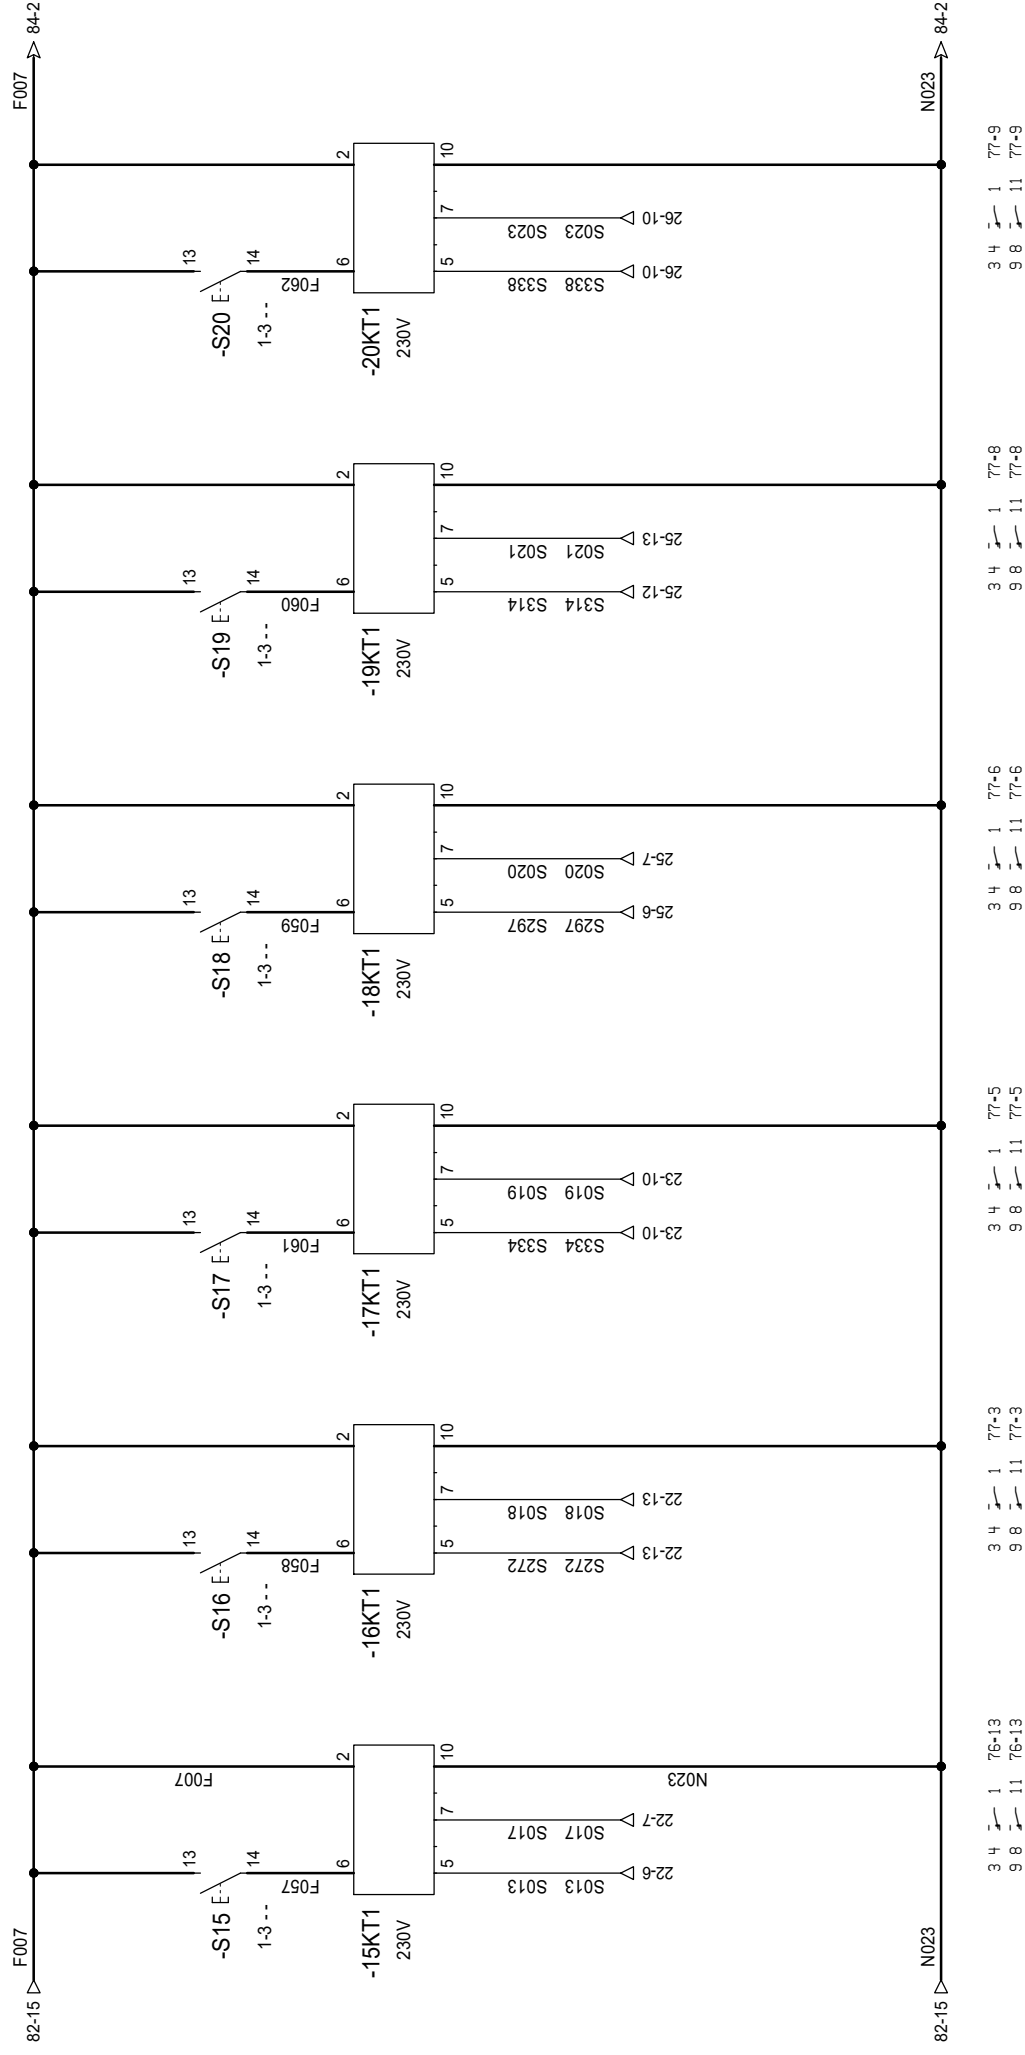 82-15 F007 F007 84-2
-S15 13 14
1-3 - -
F057
F007
6 2
-15KT1
230V
5 7 10
S013 S017
S013 S017
N023
22-6 22-7
-S16 13 14
1-3 - -
F058
6 2
-16KT1
230V
5 7 10
S272 S018
S272 S018
22-13 22-13
-S17 13 14
1-3 - -
F061
6 2
-17KT1
230V
5 7 10
S334 S019
S334 S019
23-10 23-10
-S18 13 14
1-3 - -
F059
6 2
-18KT1
230V
5 7 10
S297 S020
S297 S020
25-6 25-7
-S19 13 14
1-3 - -
F060
6 2
-19KT1
230V
5 7 10
S314 S021
S314 S021
25-12 25-13
-S20 13 14
1-3 - -
F062
6 2
-20KT1
230V
5 7 10
S338 S023
S338 S023
26-10 26-10
82-15 N023 N023 84-2
3 4 1 76-13
9 8 11 76-13
3 4 1 77-3
9 8 11 77-3
3 4 1 77-5
9 8 11 77-5
3 4 1 77-6
9 8 11 77-6
3 4 1 77-8
9 8 11 77-8
3 4 1 77-9
9 8 11 77-9